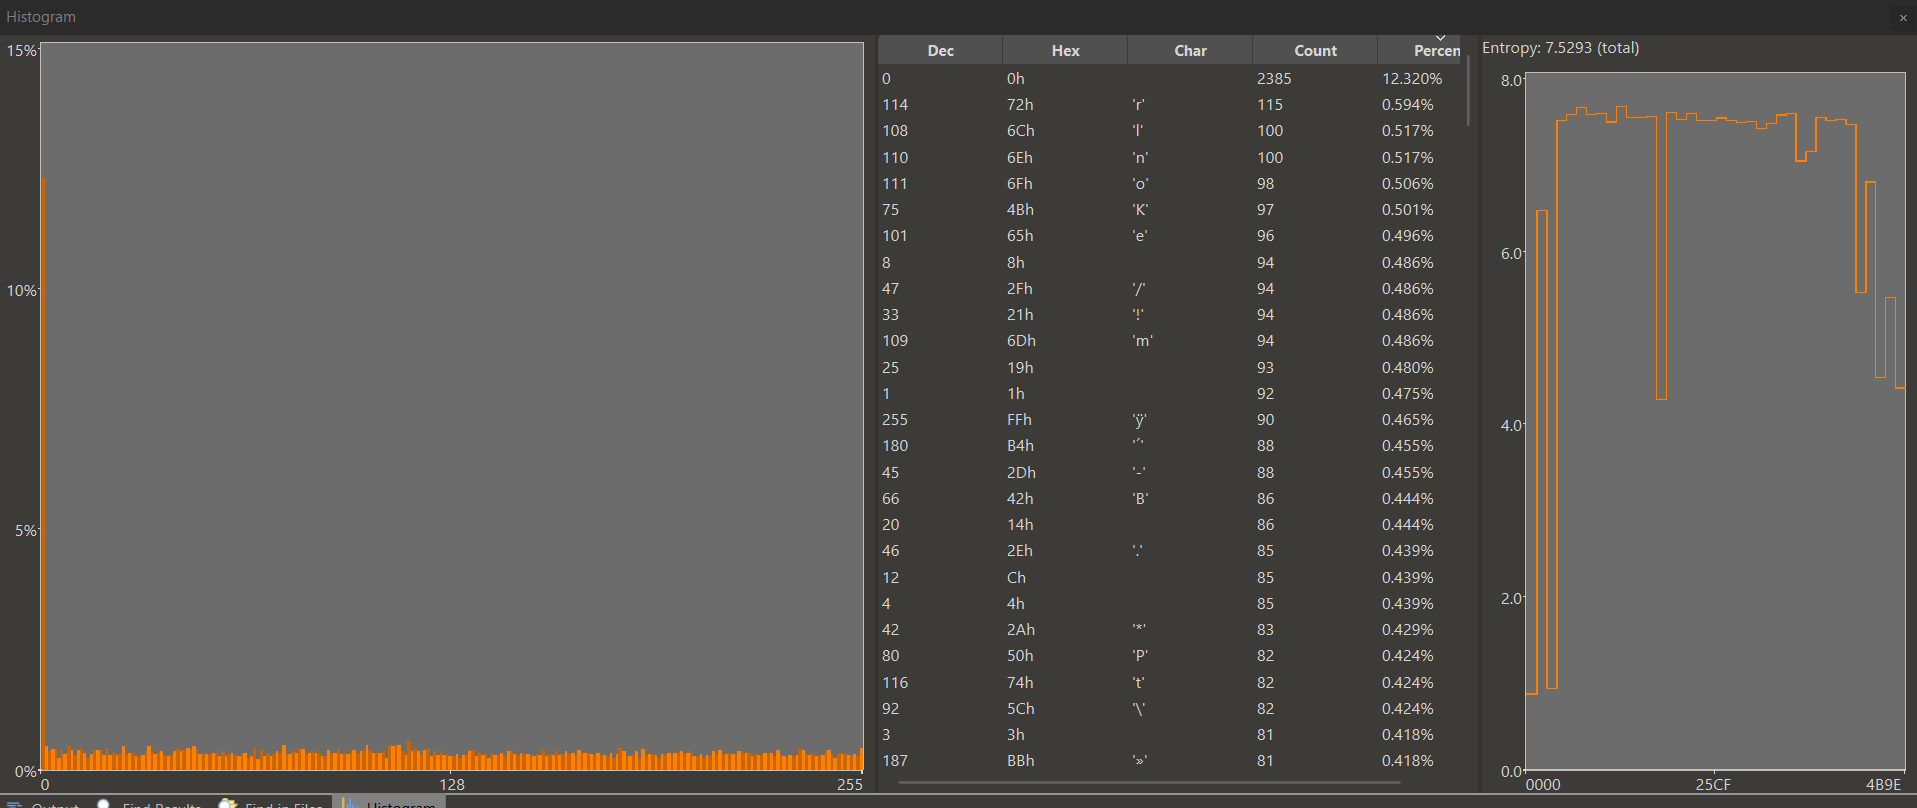 Histogram
×
15%
10%
5%
0%
0 128 255
Dec Hex Char Count Percen
0 0h 2385 12.320%
114 72h 'r' 115 0.594%
108 6Ch 'l' 100 0.517%
110 6Eh 'n' 100 0.517%
111 6Fh 'o' 98 0.506%
75 4Bh 'K' 97 0.501%
101 65h 'e' 96 0.496%
8 8h 94 0.486%
47 2Fh '/' 94 0.486%
33 21h '!' 94 0.486%
109 6Dh 'm' 94 0.486%
25 19h 93 0.480%
1 1h 92 0.475%
255 FFh 'ÿ' 90 0.465%
180 B4h '´' 88 0.455%
45 2Dh '-' 88 0.455%
66 42h 'B' 86 0.444%
20 14h 86 0.444%
46 2Eh '.' 85 0.439%
12 Ch 85 0.439%
4 4h 85 0.439%
42 2Ah '*' 83 0.429%
80 50h 'P' 82 0.424%
116 74h 't' 82 0.424%
92 5Ch '\' 82 0.424%
3 3h 81 0.418%
187 BBh '»' 81 0.418%
Entropy: 7.5293 (total)
8.0
6.0
4.0
2.0
0.0
0000 25CF 4B9E
Output Find Results Find in Files Histogram